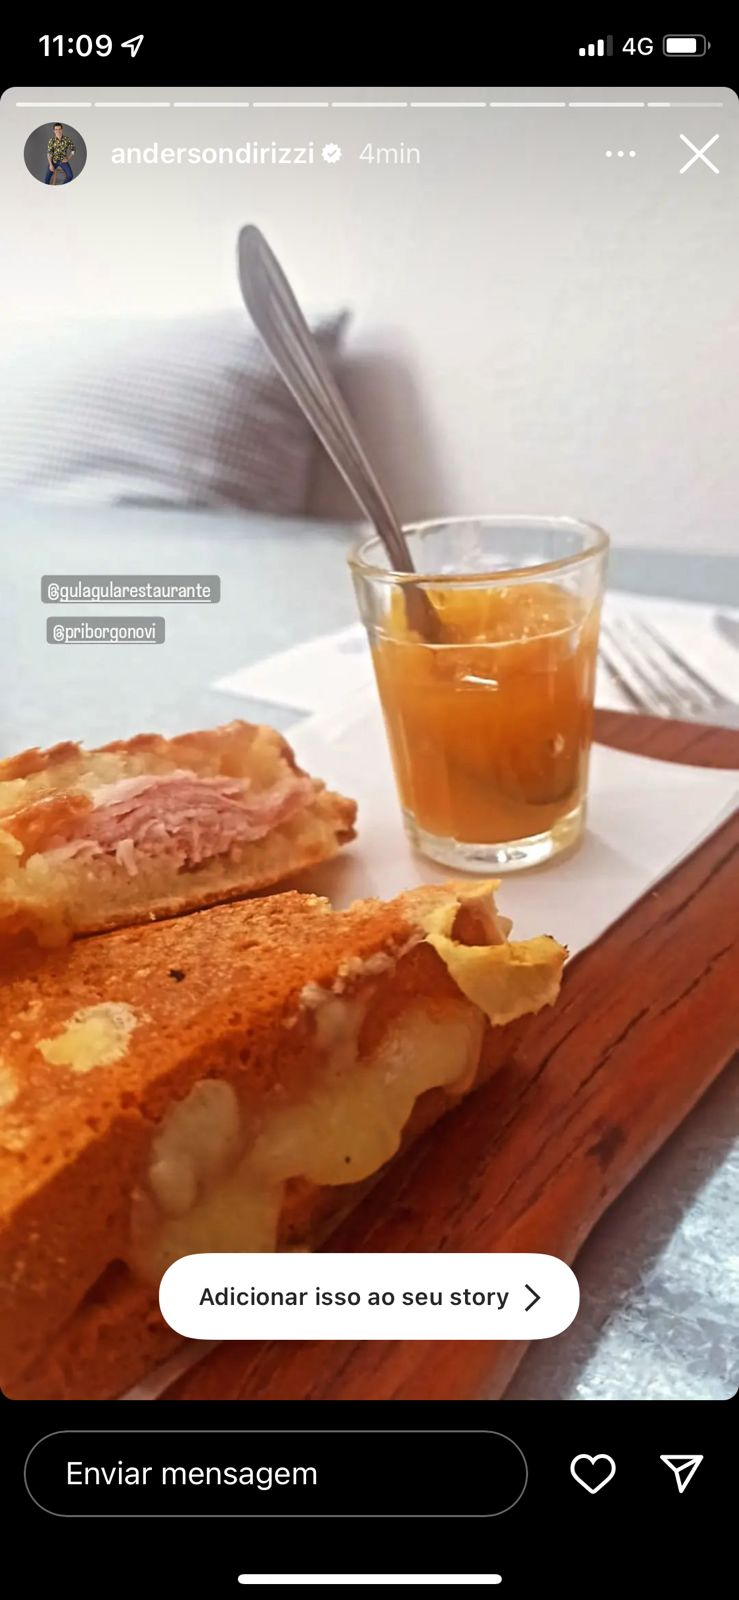 11:09
4G
andersondirizzi 4min
@gulagularestaurante
@priborgonovi
Adicionar isso ao seu story
Enviar mensagem